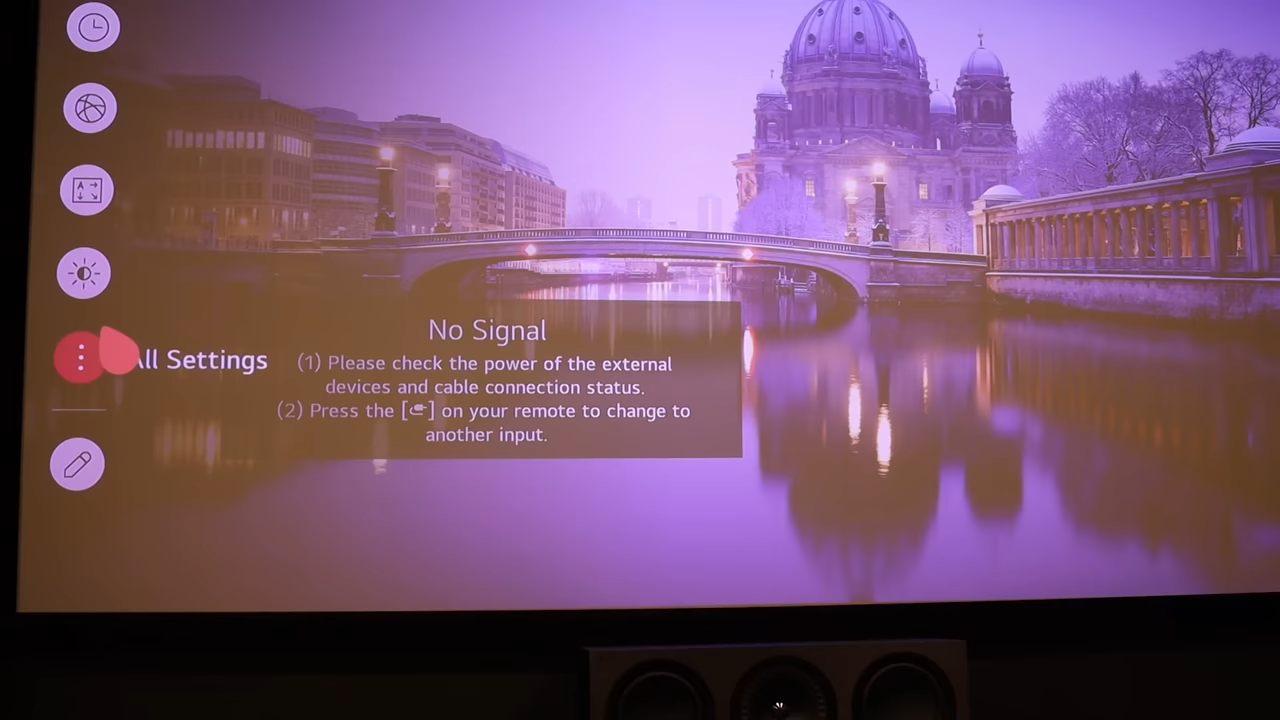 All Settings
No Signal
(1) Please check the power of the external
devices and cable connection status.
(2) Press the [ ] on your remote to change to
another input.